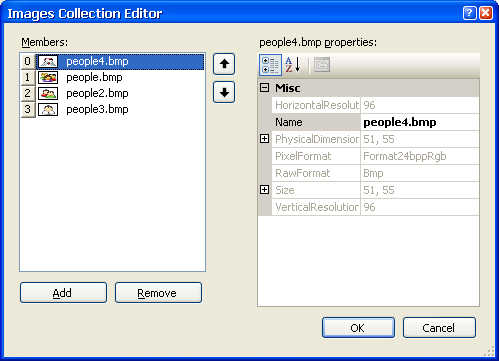 Images Collection Editor
Members:
0 people4.bmp
1 people.bmp
2 people2.bmp
3 people3.bmp
Add
Remove
people4.bmp properties:
Misc
HorizontalResolut 96
Name people4.bmp
PhysicalDimension 51, 55
PixelFormat Format24bppRgb
RawFormat Bmp
Size 51, 55
VerticalResolution 96
OK
Cancel